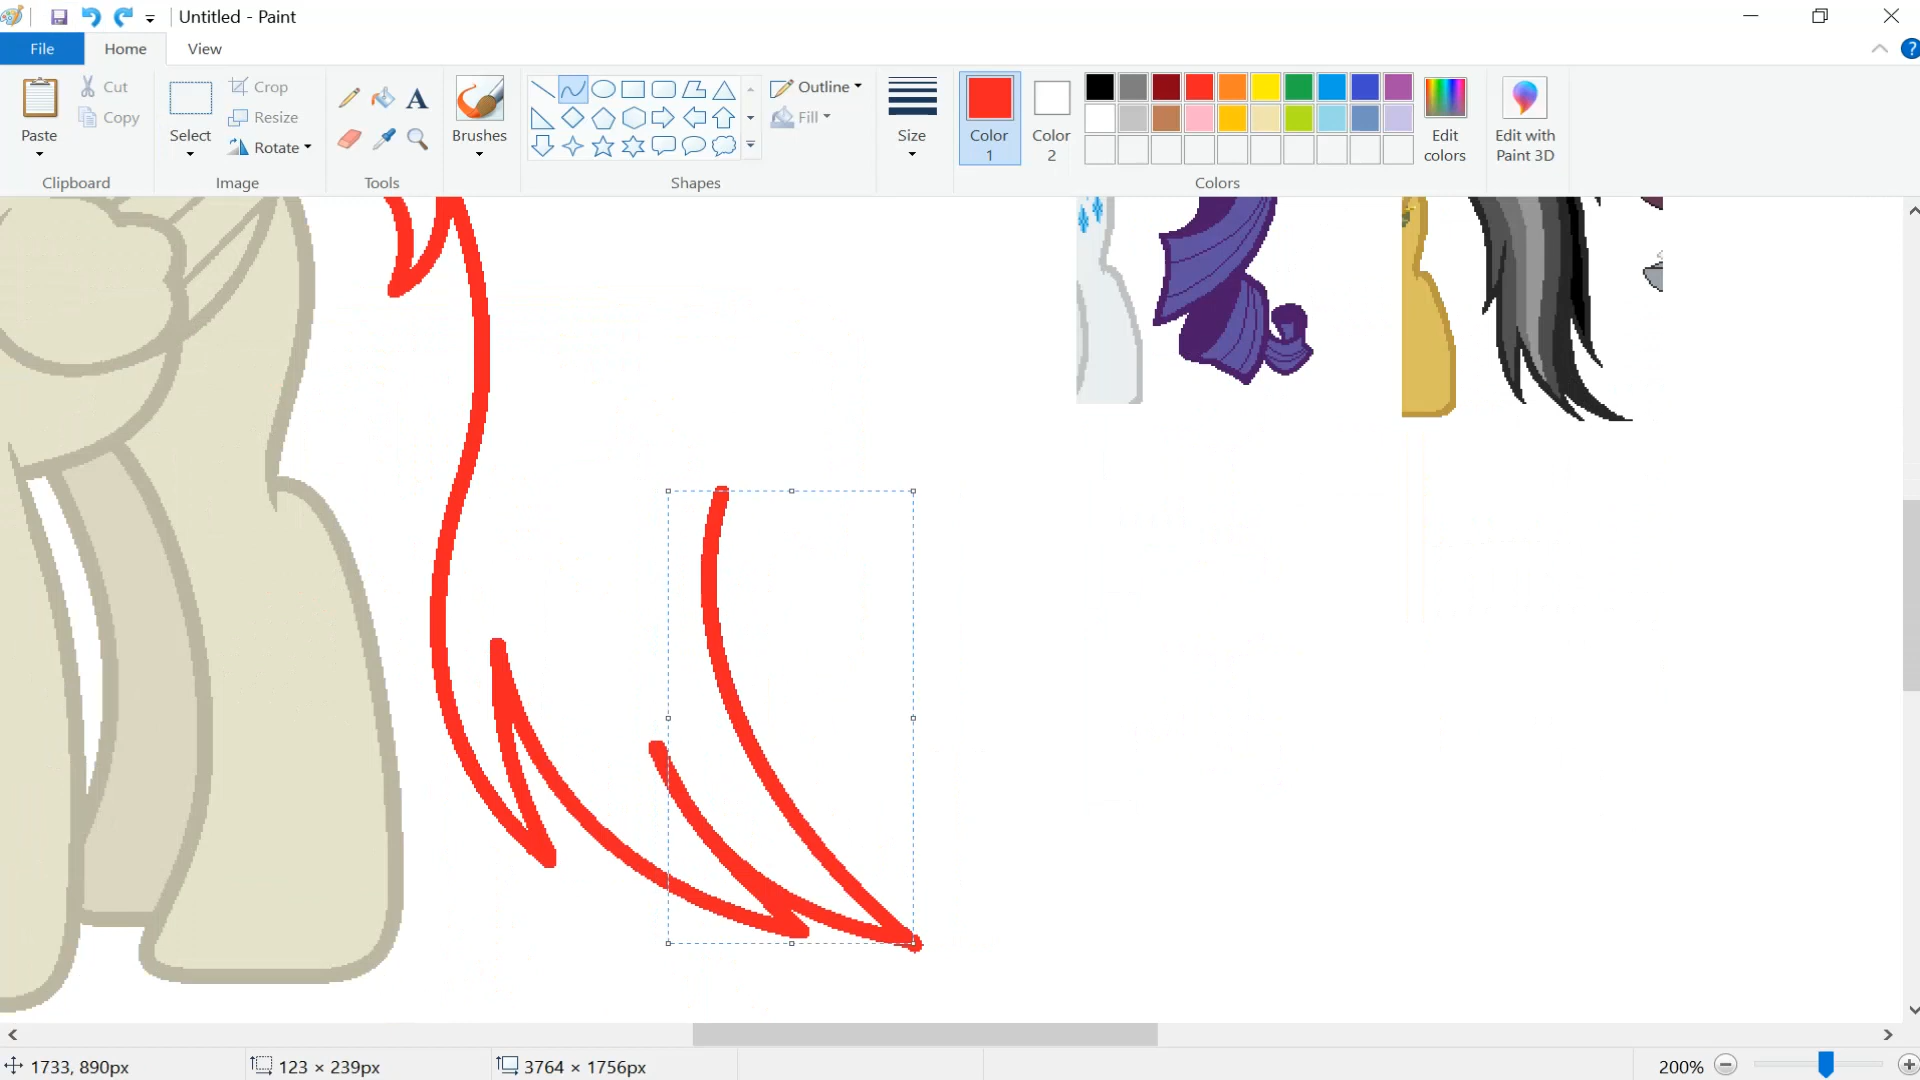 Untitled - Paint
File Home View
Paste
Cut
Copy
Clipboard
Select
Crop
Resize
Rotate
Image
A
Tools
Brushes
Outline
Fill
Shapes
Size
Color 1
Color 2
Edit colors
Colors
Edit with Paint 3D
?
1733, 890px
123 × 239px
3764 × 1756px
200%